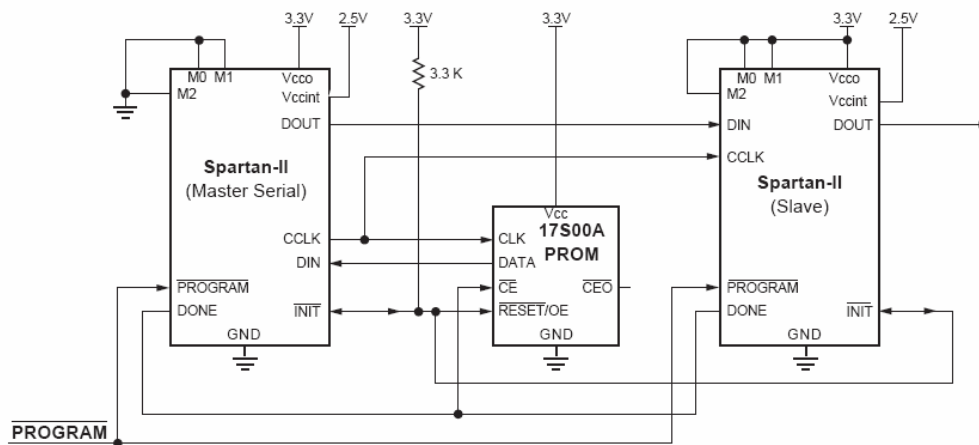 3.3V 2.5V 3.3V 3.3V 2.5V
3.3 K
M0 M1 Vcco
M2 Vccint
DOUT
Spartan-II
(Master Serial)
CCLK
DIN
PROGRAM
DONE INIT
GND
Vcc
17S00A
PROM
CLK
DATA
CE CEO
RESET/OE
GND
M0 M1 Vcco
M2 Vccint
DIN DOUT
CCLK
Spartan-II
(Slave)
PROGRAM
DONE INIT
GND
PROGRAM